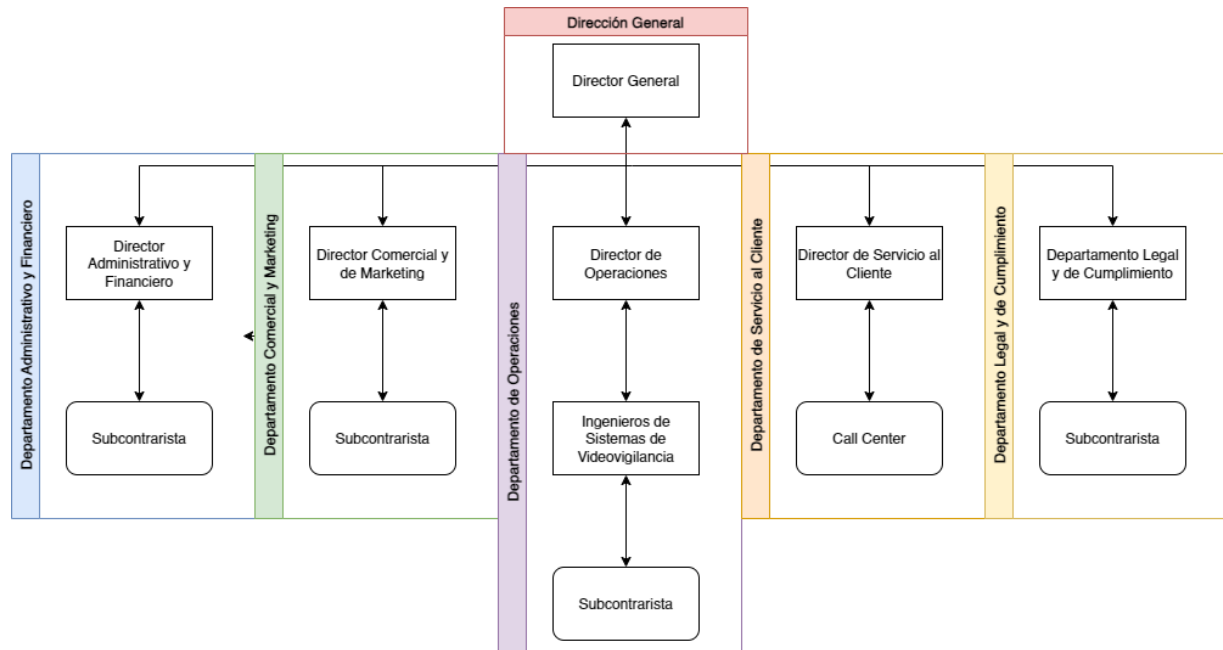 Dirección General
Director General
Departamento Administrativo y Financiero
Director
Administrativo y
Financiero
Subcontrarista
Departamento Comercial y Marketing
Director Comercial y
de Marketing
Subcontrarista
Departamento de Operaciones
Director de
Operaciones
Ingenieros de
Sistemas de
Videovigilancia
Subcontrarista
Departamento de Servicio al Cliente
Director de Servicio al
Cliente
Call Center
Departamento Legal y de Cumplimiento
Departamento Legal
y de Cumplimiento
Subcontrarista